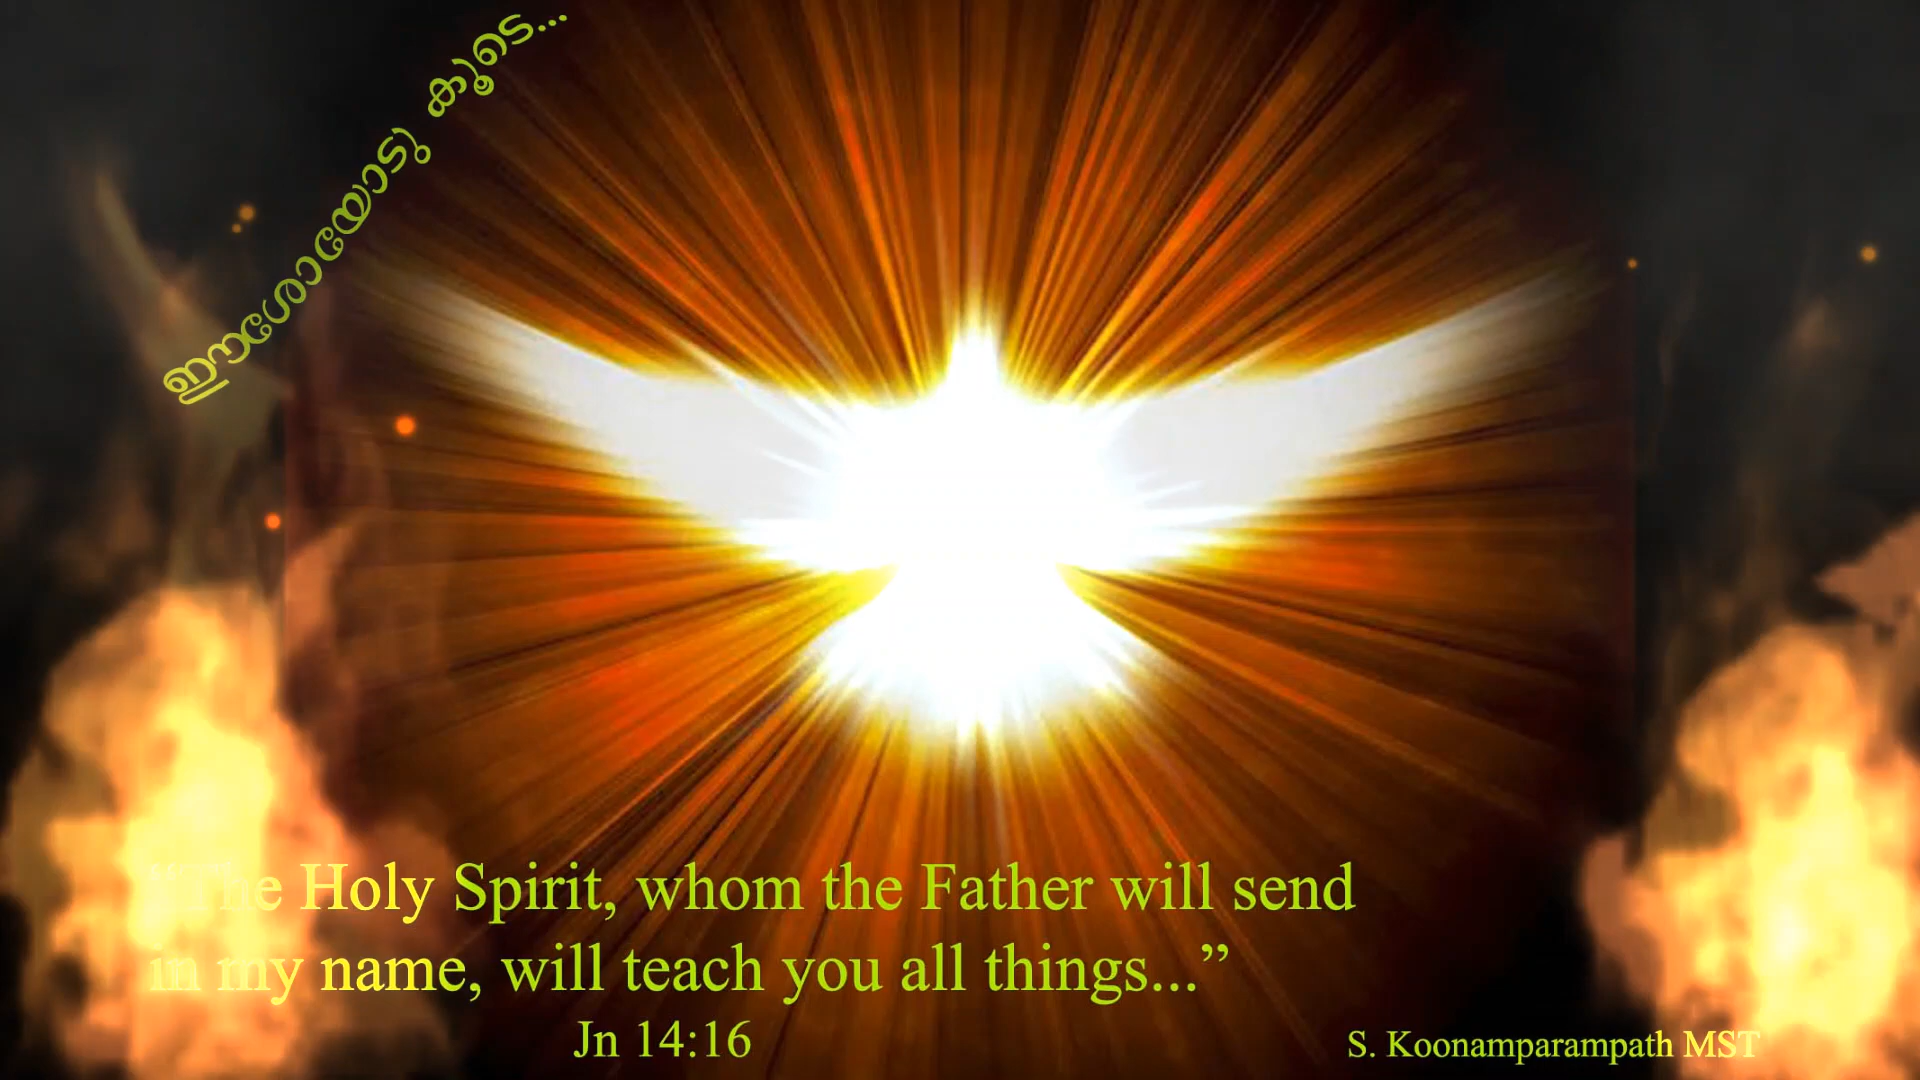 ഈശോയോടു കൂടെ...
“The Holy Spirit, whom the Father will send
in my name, will teach you all things...”
Jn 14:16
S. Koonamparampath MST